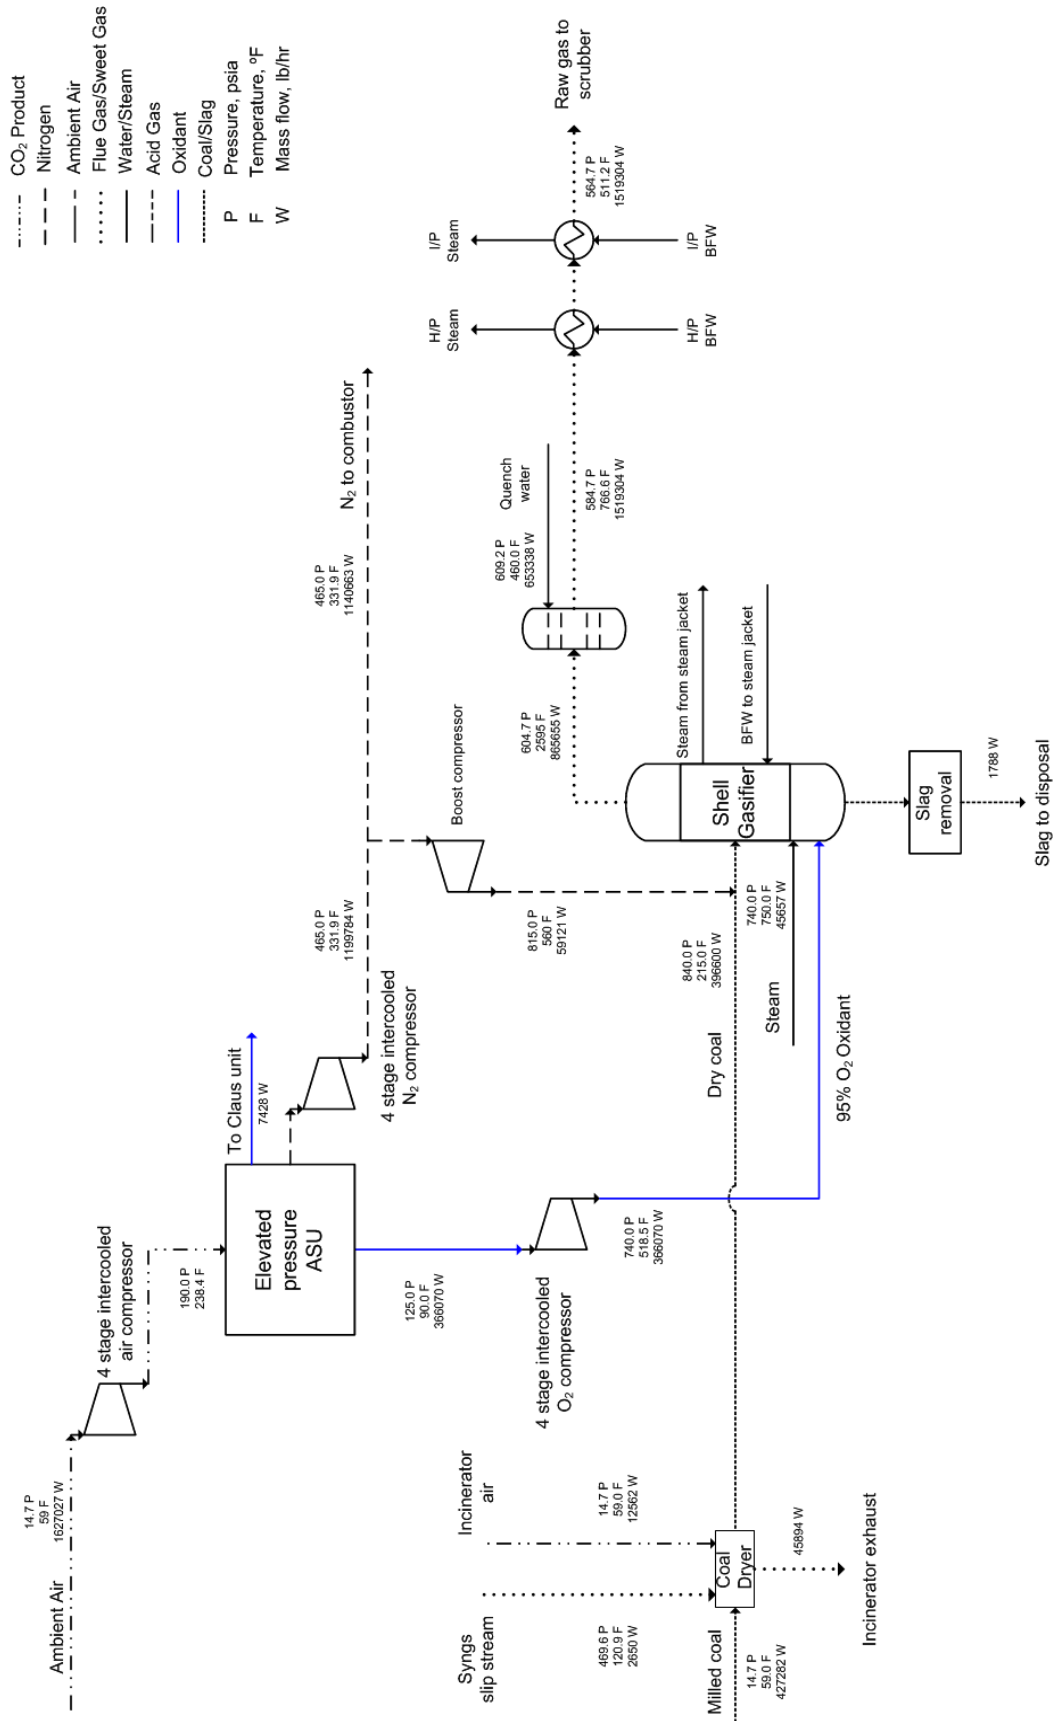 CO₂ Product
Nitrogen
Ambient Air
Flue Gas/Sweet Gas
Water/Steam
Acid Gas
Oxidant
Coal/Slag
P Pressure, psia
F Temperature, ºF
W Mass flow, lb/hr
Ambient Air
14.7 P
59 F
1627027 W
4 stage intercooled
air compressor
190.0 P
238.4 F
Elevated
pressure
ASU
To Claus unit
7428 W
4 stage intercooled
N₂ compressor
465.0 P
331.9 F
1199784 W
465.0 P
331.9 F
1140663 W
N₂ to combustor
125.0 P
90.0 F
366070 W
4 stage intercooled
O₂ compressor
740.0 P
518.5 F
366070 W
Boost compressor
815.0 P
560 F
59121 W
H/P
Steam
I/P
Steam
H/P
BFW
I/P
BFW
Quench
water
609.2 P
460.0 F
653338 W
604.7 P
2595 F
865655 W
584.7 P
766.6 F
1519304 W
564.7 P
511.2 F
1519304 W
Raw gas to
scrubber
Syngs
slip stream
469.6 P
120.9 F
2650 W
Incinerator
air
14.7 P
59.0 F
12562 W
Milled coal
14.7 P
59.0 F
427282 W
Coal
Dryer
45894 W
Incinerator exhaust
Dry coal
840.0 P
215.0 F
396600 W
Steam
740.0 P
750.0 F
45657 W
95% O₂ Oxidant
Shell
Gasifier
Steam from steam jacket
BFW to steam jacket
Slag
removal
1788 W
Slag to disposal